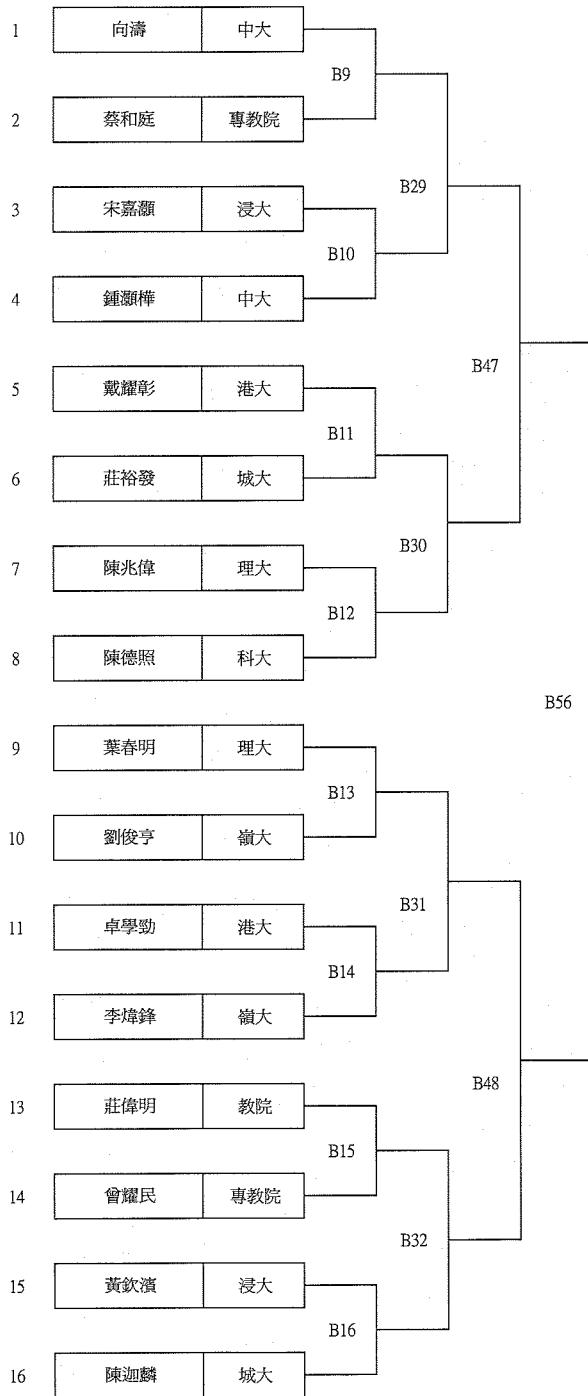 1 向濤 中大
B9
2 蔡和庭 專教院
B29
3 宋嘉灝 浸大
B10
4 鍾灝樺 中大
B47
5 戴耀彰 港大
B11
6 莊裕發 城大
B30
7 陳兆偉 理大
B12
8 陳德照 科大
B56
9 葉春明 理大
B13
10 劉俊亨 嶺大
B31
11 卓學勁 港大
B14
12 李煒鋒 嶺大
B48
13 莊偉明 教院
B15
14 曾耀民 專教院
B32
15 黃欽濱 浸大
B16
16 陳迦麟 城大